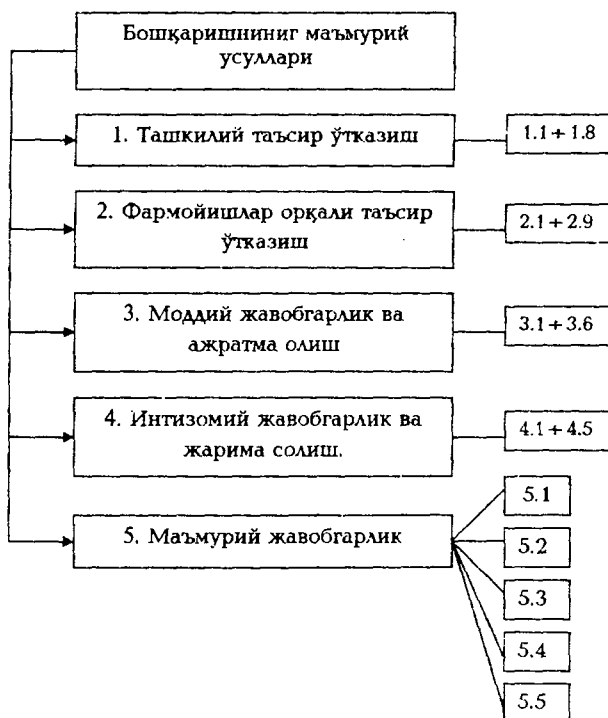 Бошқаришнинг маъмурий
усуллари
1. Ташкилий таъсир ўтказиш
1.1 + 1.8
2. Фармойишлар орқали таъсир
ўтказиш
2.1 + 2.9
3. Моддий жавобгарлик ва
ажратма олиш
3.1 + 3.6
4. Интизомий жавобгарлик ва
жарима солиш.
4.1 + 4.5
5. Маъмурий жавобгарлик
5.1
5.2
5.3
5.4
5.5